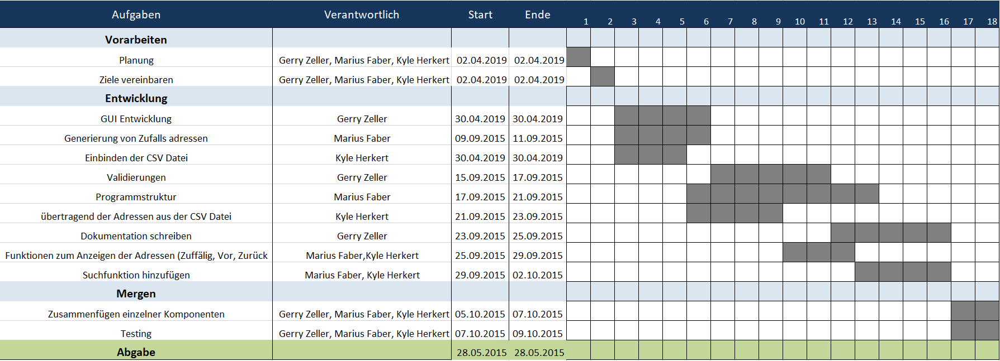 Aufgaben Verantwortlich Start Ende 1 2 3 4 5 6 7 8 9 10 11 12 13 14 15 16 17 18
Vorarbeiten
Planung Gerry Zeller, Marius Faber, Kyle Herkert 02.04.2019 02.04.2019
Ziele vereinbaren Gerry Zeller, Marius Faber, Kyle Herkert 02.04.2019 02.04.2019
Entwicklung
GUI Entwicklung Gerry Zeller 30.04.2019 30.04.2019
Generierung von Zufalls adressen Marius Faber 09.09.2015 11.09.2015
Einbinden der CSV Datei Kyle Herkert 30.04.2019 30.04.2019
Validierungen Gerry Zeller 15.09.2015 17.09.2015
Programmstruktur Marius Faber 17.09.2015 21.09.2015
übertragend der Adressen aus der CSV Datei Kyle Herkert 21.09.2015 23.09.2015
Dokumentation schreiben Gerry Zeller 23.09.2015 25.09.2015
Funktionen zum Anzeigen der Adressen (Zuffälig, Vor, Zurück Marius Faber,Kyle Herkert 25.09.2015 29.09.2015
Suchfunktion hinzufügen Marius Faber, Kyle Herkert 29.09.2015 02.10.2015
Mergen
Zusammenfügen einzelner Komponenten Gerry Zeller, Marius Faber, Kyle Herkert 05.10.2015 07.10.2015
Testing Gerry Zeller, Marius Faber, Kyle Herkert 07.10.2015 09.10.2015
Abgabe 28.05.2015 28.05.2015